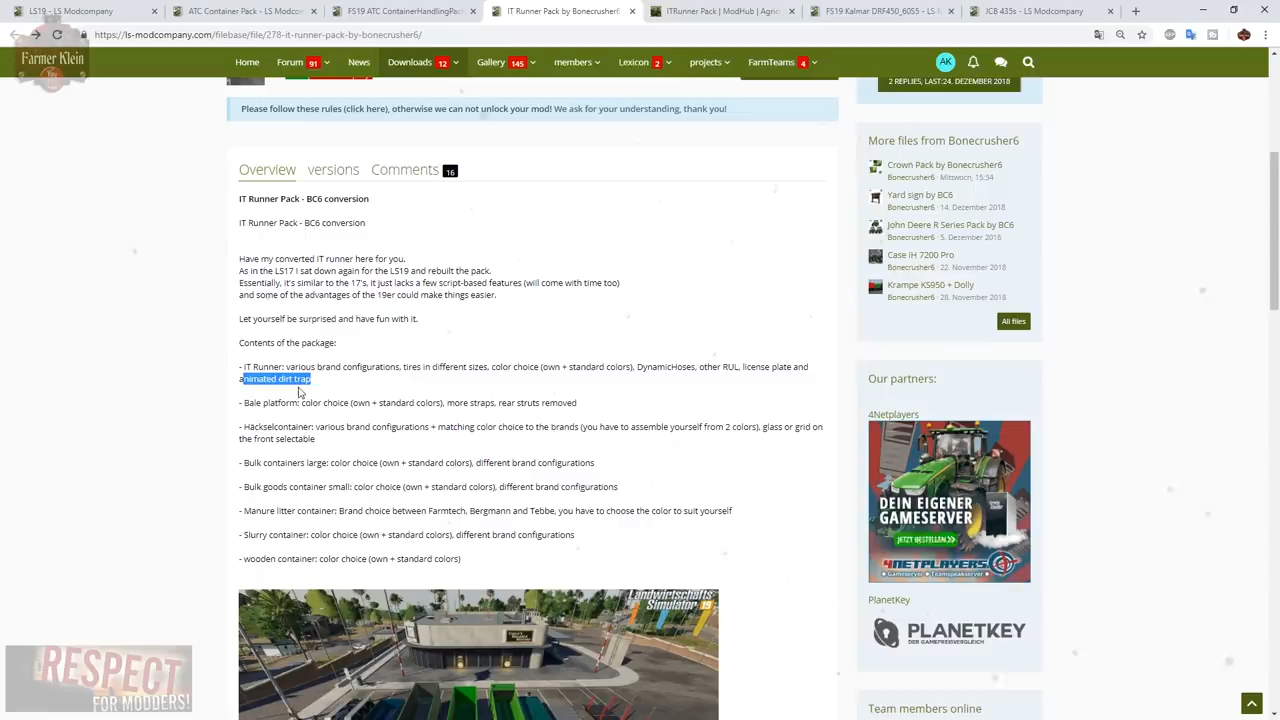 LS19 - LS Modcompany
ATC Container Pack - LS Modcom
FS19 ATC ContainerHandlingPack
IT Runner Pack by Bonecrusher6
ITRunner Pack | ModHub | Agrio
FS19 Kalmar DRF450_60S5 - LS M
JCB 435s - LS Modcompany
https://ls-modcompany.com/filebase/file/278-it-runner-pack-by-bonecrusher6/
Farmer Klein
You Tube
Home Forum 91 News Downloads 12 Gallery 145 members Lexicon 2 projects FarmTeams 4 AK
2 REPLIES, LAST:24. DEZEMBER 2018
Please follow these rules (click here), otherwise we can not unlock your mod! We ask for your understanding, thank you!
Overview versions Comments 16
IT Runner Pack - BC6 conversion
IT Runner Pack - BC6 conversion
Have my converted IT runner here for you.
As in the LS17 I sat down again for the LS19 and rebuilt the pack.
Essentially, it's similar to the 17's, it just lacks a few script-based features (will come with time too)
and some of the advantages of the 19er could make things easier.
Let yourself be surprised and have fun with it.
Contents of the package:
- IT Runner: various brand configurations, tires in different sizes, color choice (own + standard colors), DynamicHoses, other RUL, license plate and
animated dirt trap
- Bale platform: color choice (own + standard colors), more straps, rear struts removed
- Häckselcontainer: various brand configurations + matching color choice to the brands (you have to assemble yourself from 2 colors), glass or grid on
the front selectable
- Bulk containers large: color choice (own + standard colors), different brand configurations
- Bulk goods container small: color choice (own + standard colors), different brand configurations
- Manure litter container: Brand choice between Farmtech, Bergmann and Tebbe, you have to choose the color to suit yourself
- Slurry container: color choice (own + standard colors), different brand configurations
- wooden container: color choice (own + standard colors)
Landwirtschafts
Simulator 19
More files from Bonecrusher6
Crown Pack by Bonecrusher6
Bonecrusher6 · Mittwocn, 15:34
Yard sign by BC6
Bonecrusher6 · 14. Dezember 2018
John Deere R Series Pack by BC6
Bonecrusher6 · 5. Dezember 2018
Case IH 7200 Pro
Bonecrusher6 · 22. November 2018
Krampe KS950 + Dolly
Bonecrusher6 · 28. November 2018
All files
Our partners:
4Netplayers
DEIN EIGENER
GAMESERVER
JETZT BESTELLEN
4NETPLAYERS
Gameserver Teamspeakserver
PlanetKey
PLANETKEY
DER GAMEPREISVERGLEICH
Team members online
RESPECT
FOR MODDERS!